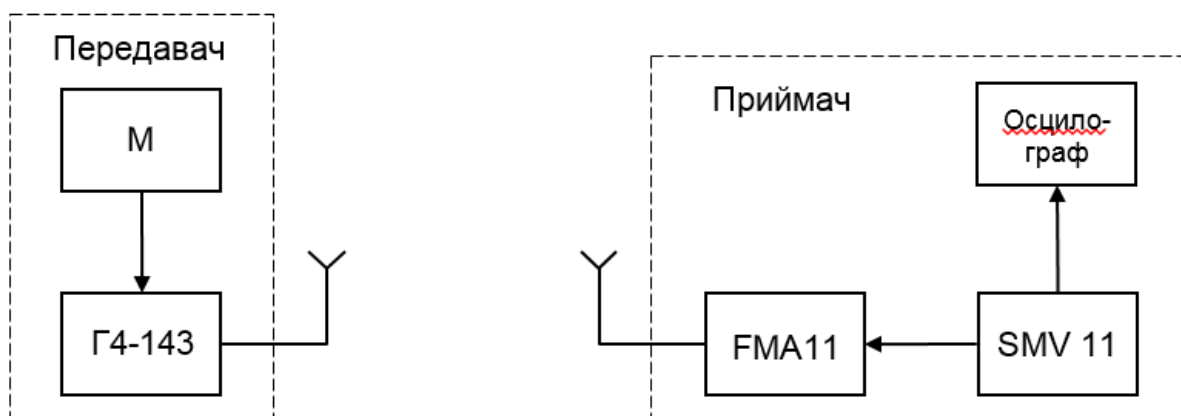 Передавач
М
Г4-143
Приймач
Осцило-
граф
FMA11
SMV 11